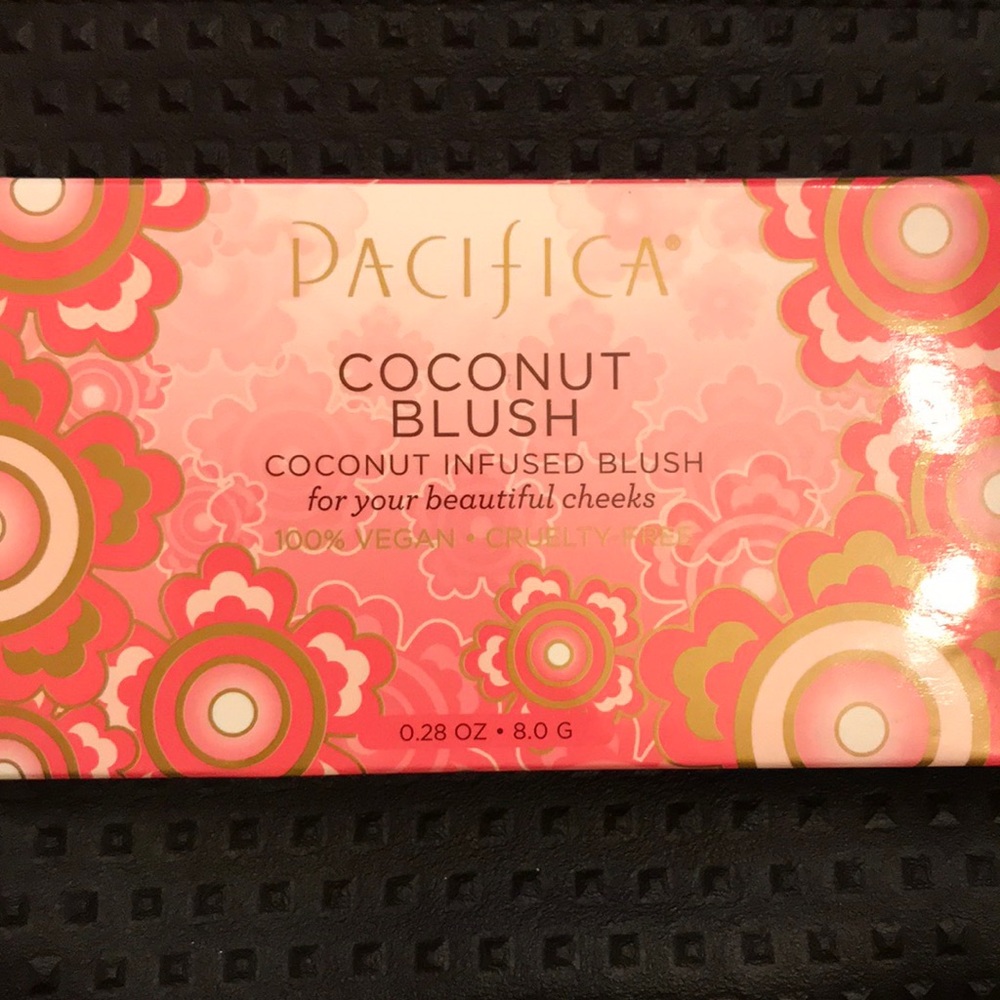 PACIFICA®
COCONUT
BLUSH
COCONUT INFUSED BLUSH
for your beautiful cheeks
100% VEGAN • CRUELTY-FREE
0.28 OZ • 8.0 G